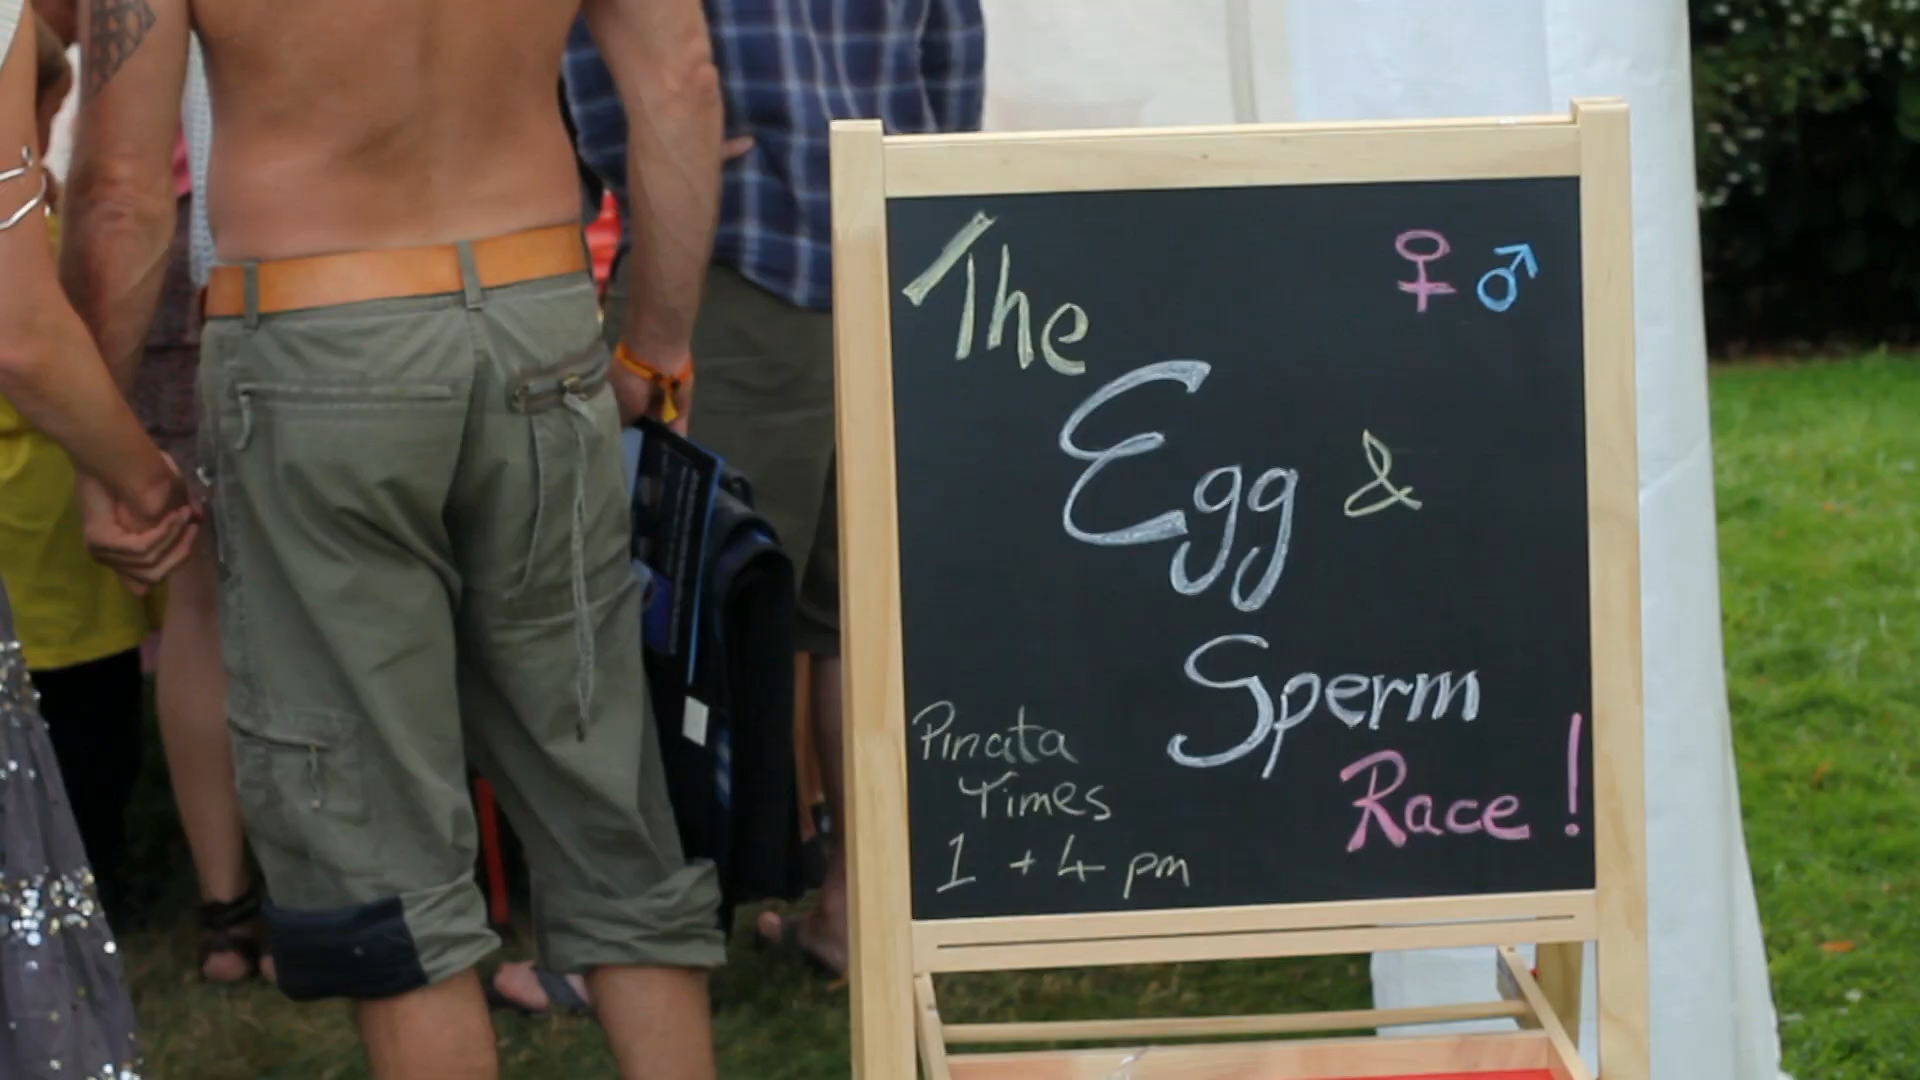 The ♀ ♂
Egg &
Sperm
Race !
Pinata
Times
1 + 4 pm